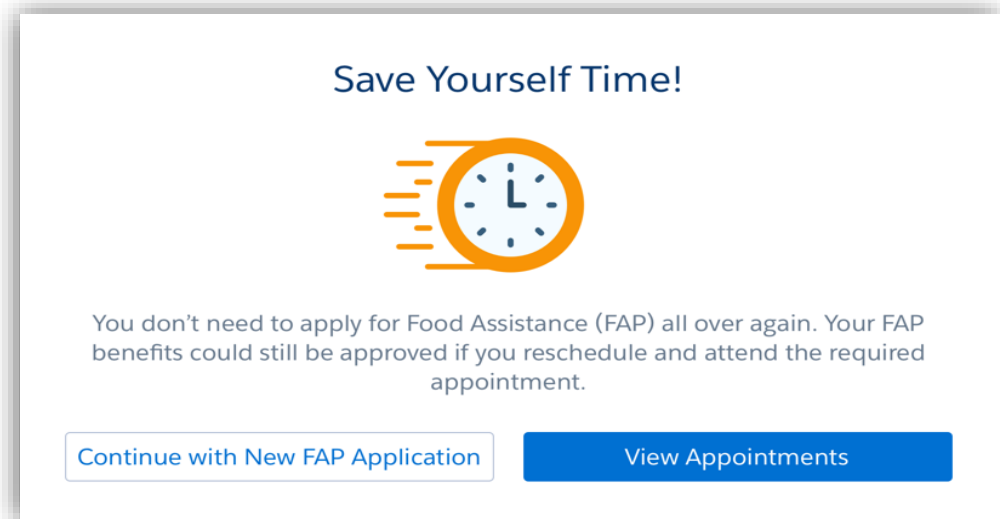 Save Yourself Time!
You don’t need to apply for Food Assistance (FAP) all over again. Your FAP
benefits could still be approved if you reschedule and attend the required
appointment.
Continue with New FAP Application
View Appointments